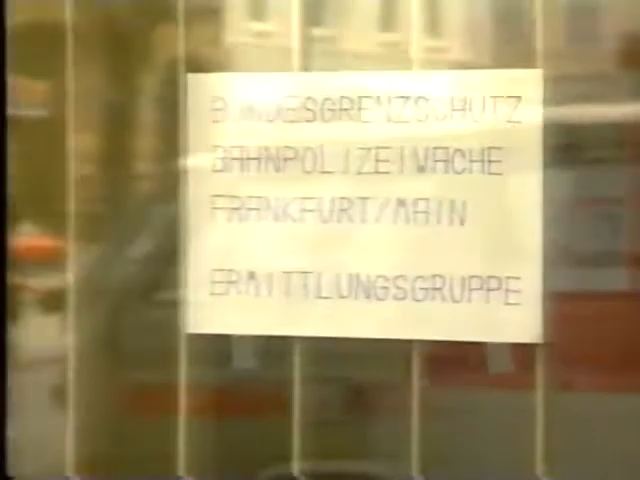 BUNDESGRENZSCHUTZ
BAHNPOLIZEIWACHE
FRANKFURT/MAIN
ERMITTLUNGSGRUPPE